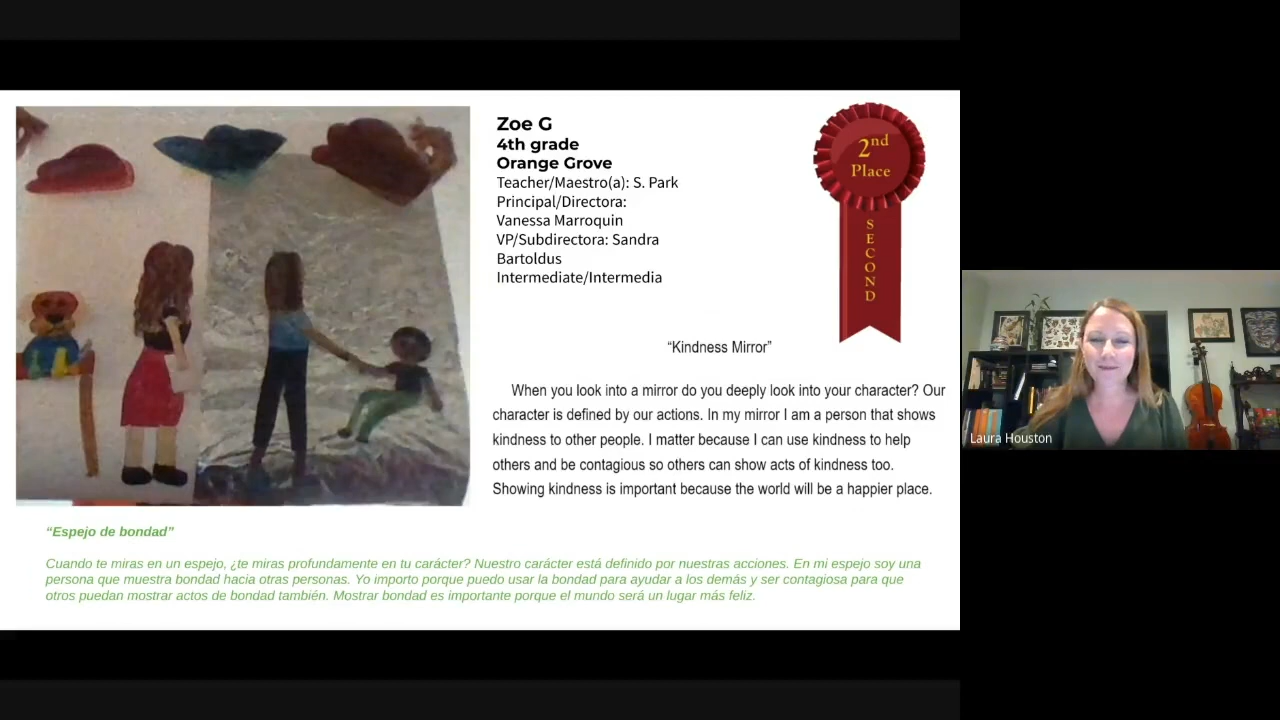 Zoe G
4th grade
Orange Grove
Teacher/Maestro(a): S. Park
Principal/Directora:
Vanessa Marroquin
VP/Subdirectora: Sandra
Bartoldus
Intermediate/Intermedia
2nd
Place
SECOND
“Kindness Mirror”
When you look into a mirror do you deeply look into your character? Our
character is defined by our actions. In my mirror I am a person that shows
kindness to other people. I matter because I can use kindness to help
others and be contagious so others can show acts of kindness too.
Showing kindness is important because the world will be a happier place.
“Espejo de bondad”
Cuando te miras en un espejo, ¿te miras profundamente en tu carácter? Nuestro carácter está definido por nuestras acciones. En mi espejo soy una
persona que muestra bondad hacia otras personas. Yo importo porque puedo usar la bondad para ayudar a los demás y ser contagiosa para que
otros puedan mostrar actos de bondad también. Mostrar bondad es importante porque el mundo será un lugar más feliz.
Laura Houston